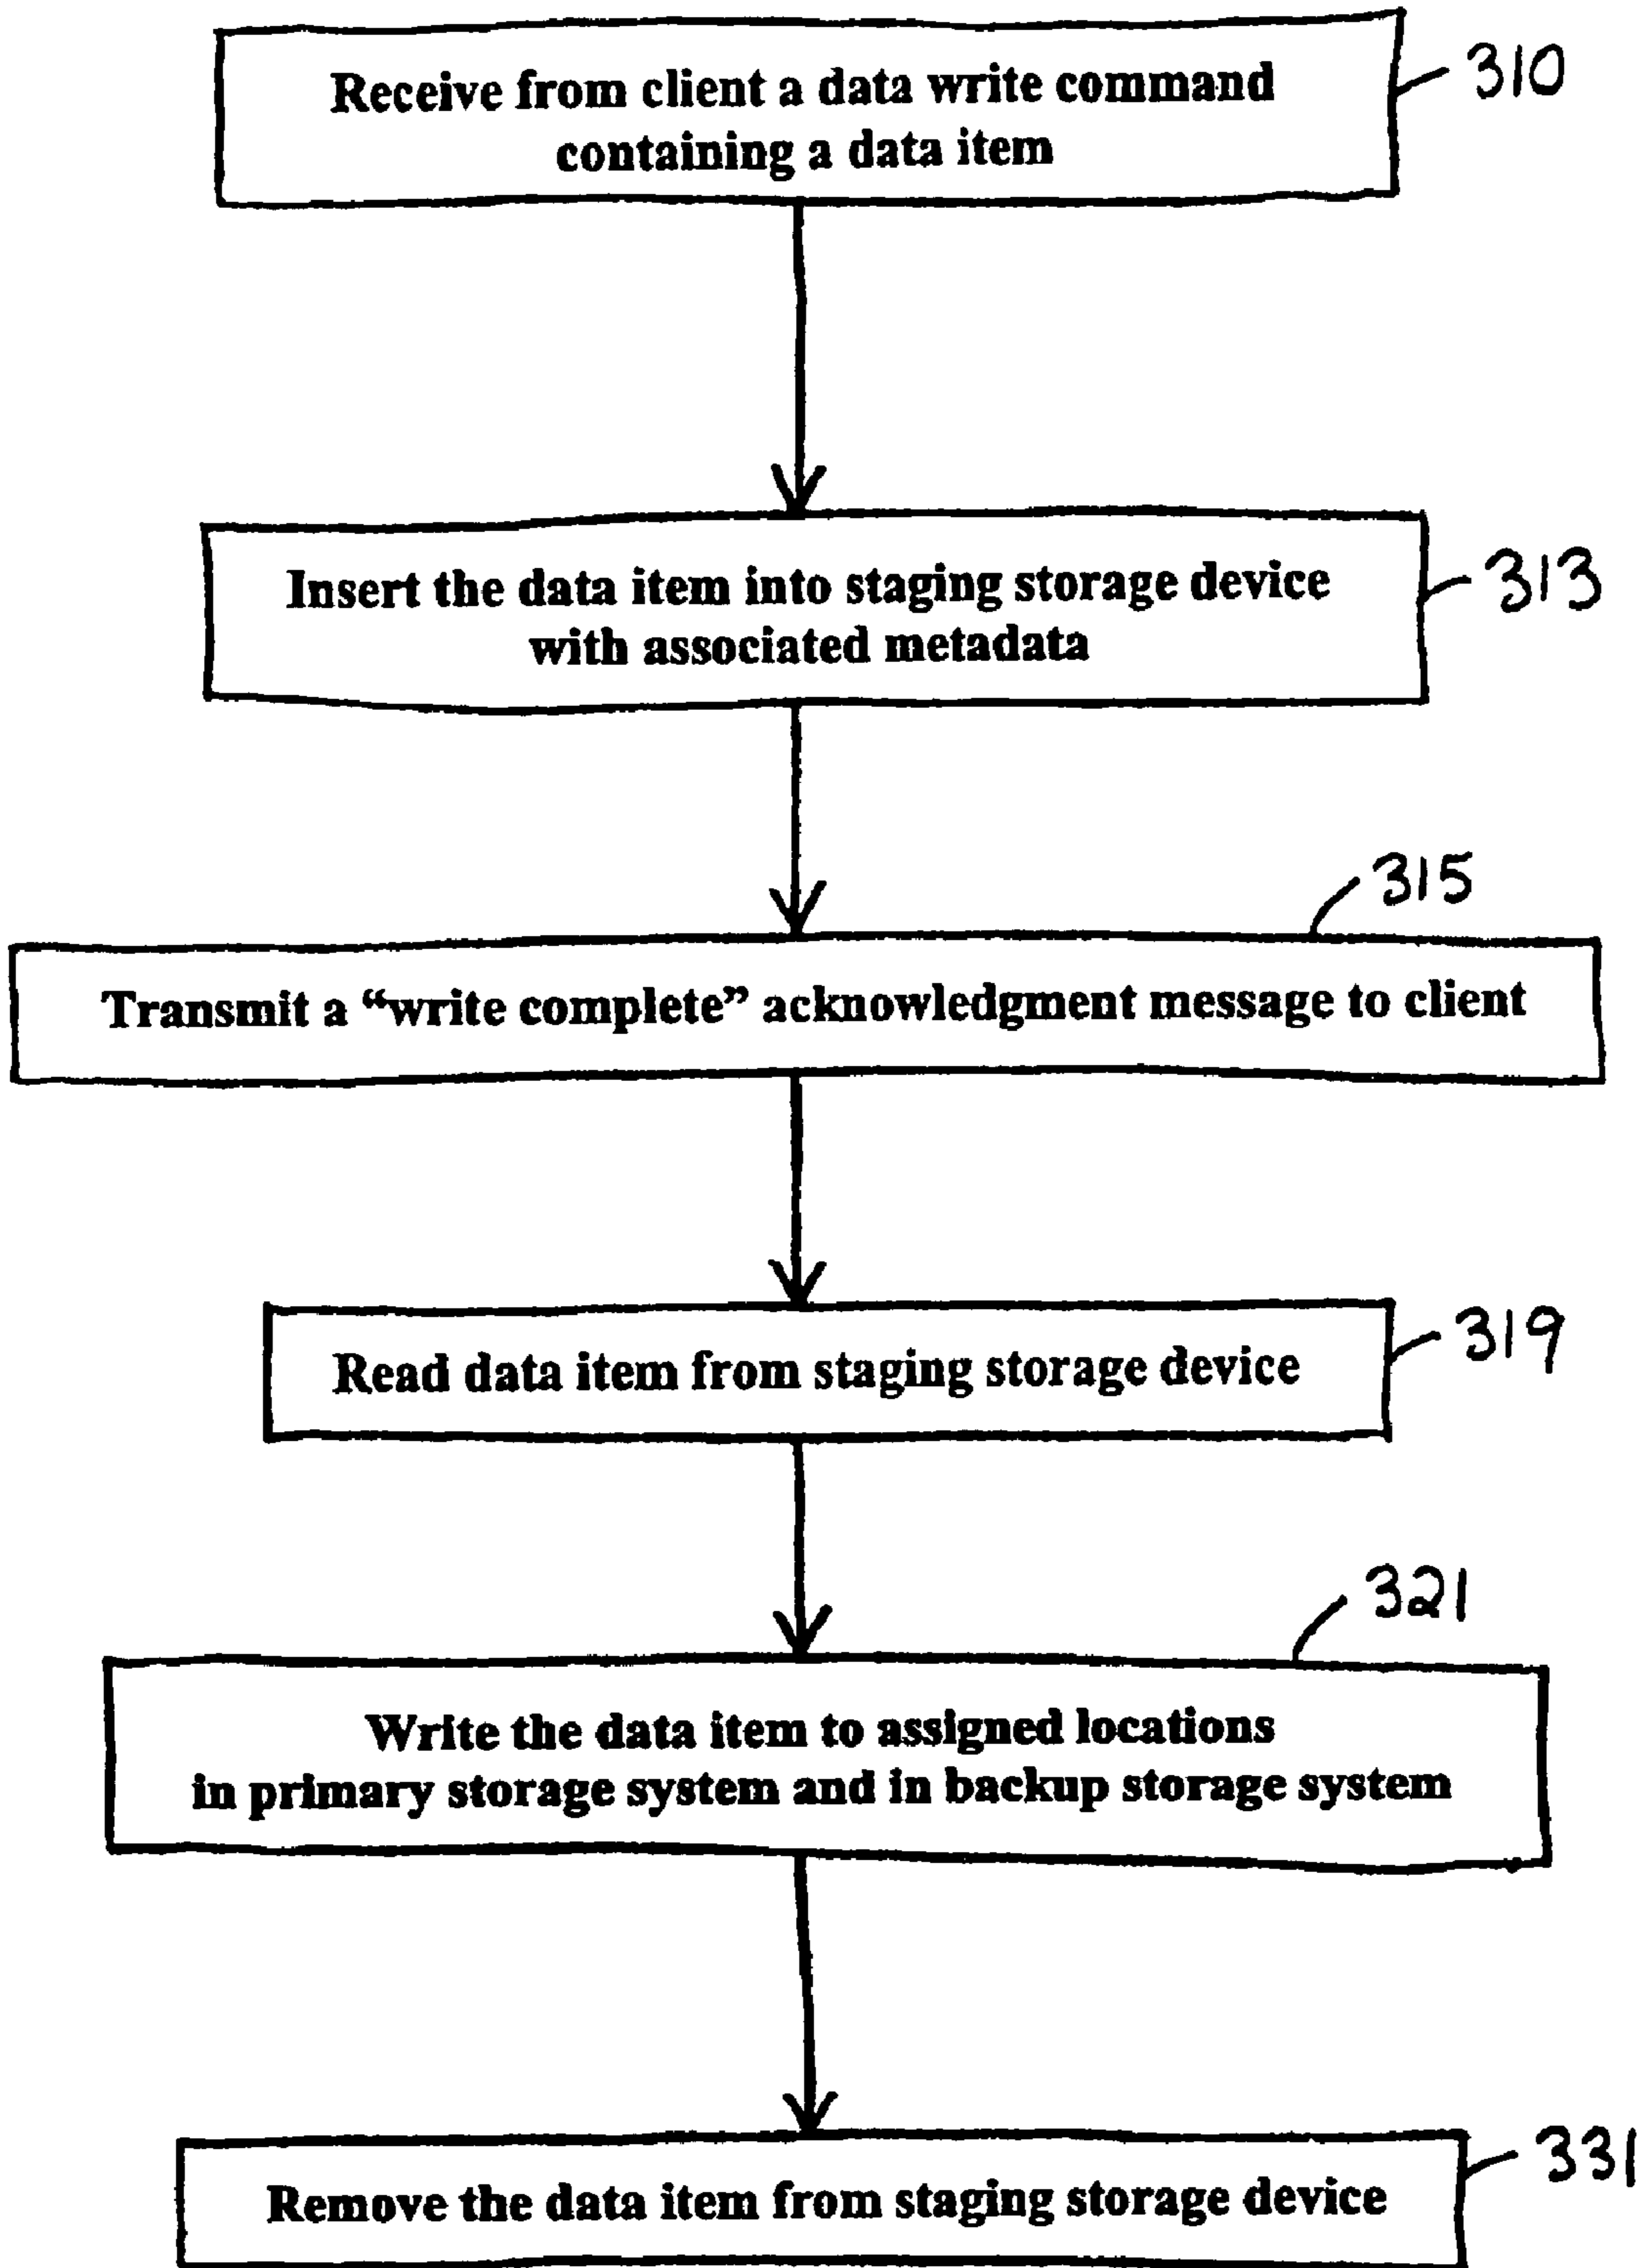 Receive from client a data write command
containing a data item
310
Insert the data item into staging storage device
with associated metadata
313
315
Transmit a “write complete” acknowledgment message to client
Read data item from staging storage device
319
321
Write the data item to assigned locations
in primary storage system and in backup storage system
331
Remove the data item from staging storage device